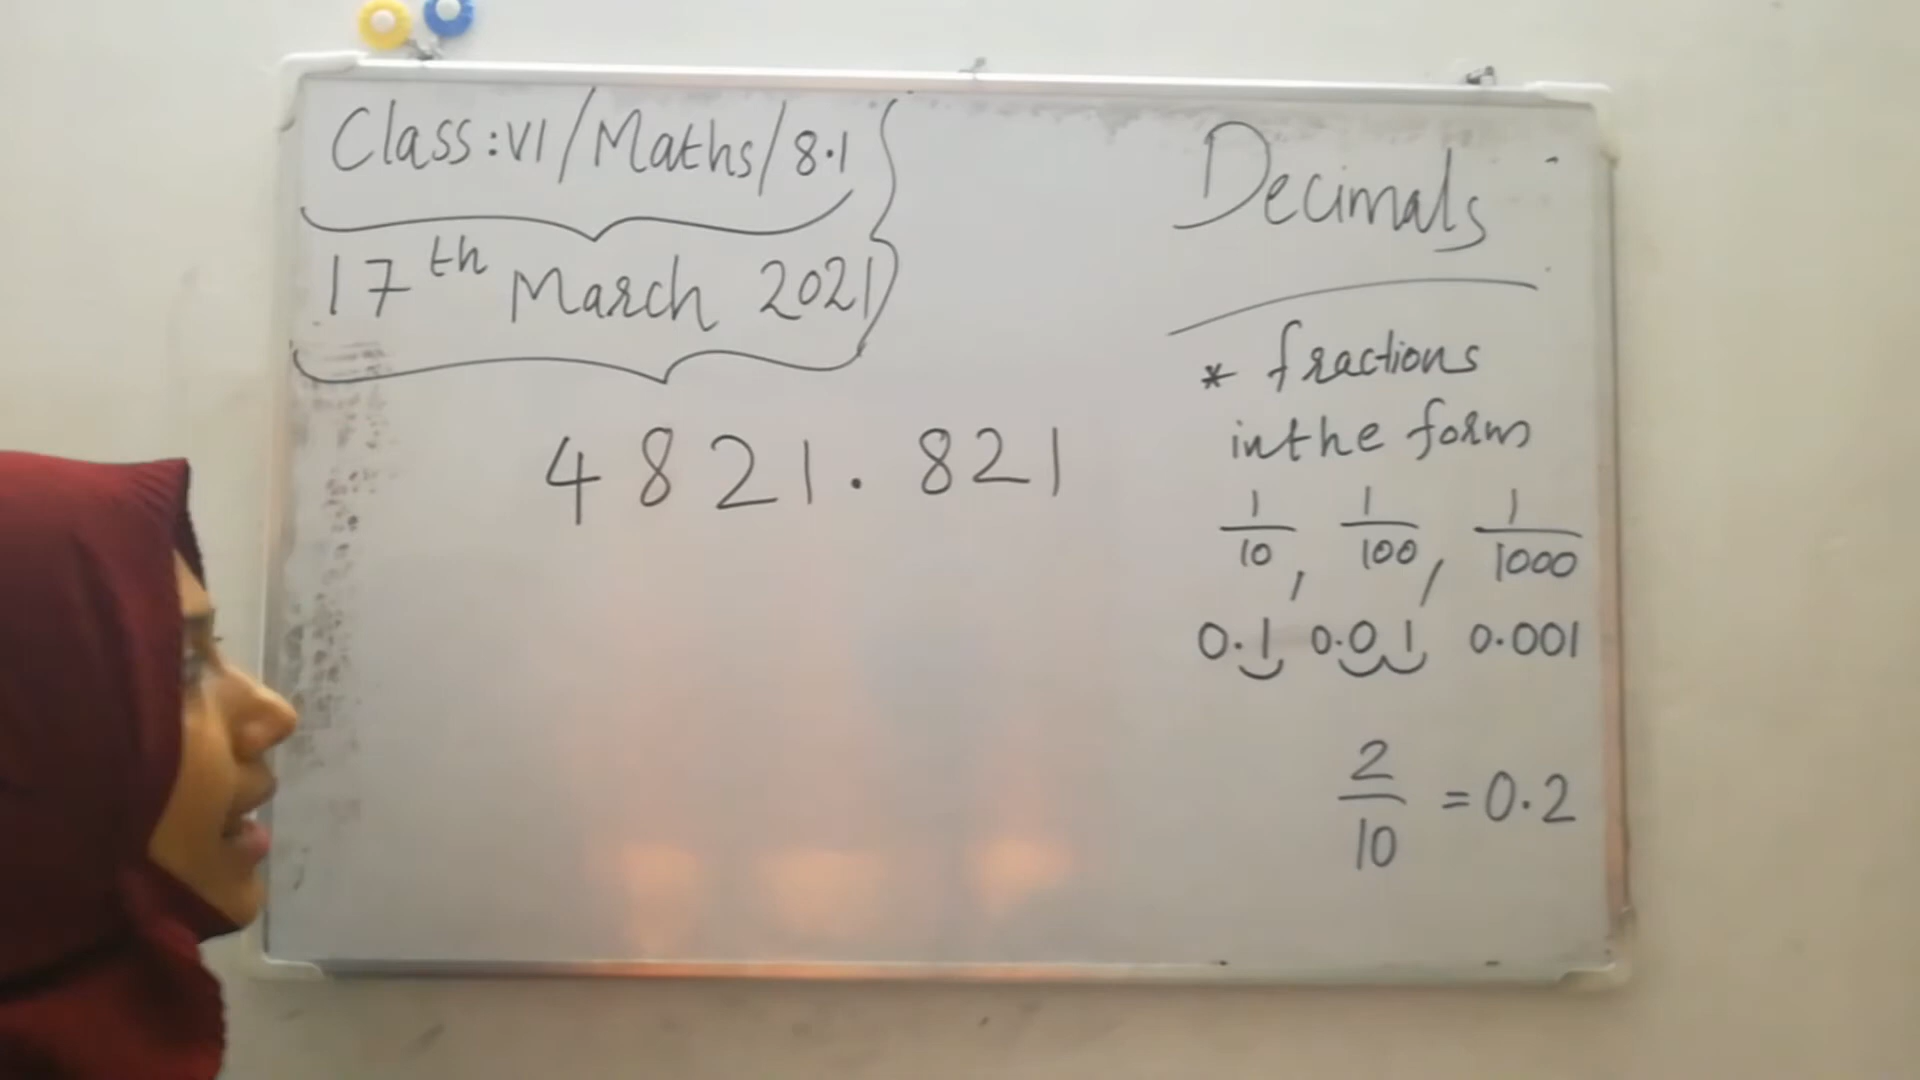 Class:VI/Maths/8.1
17th March 2021
4821.821
Decimals
* fractions
in the form
1/10, 1/100, 1/1000
0.1 0.01 0.001
2/10 = 0.2